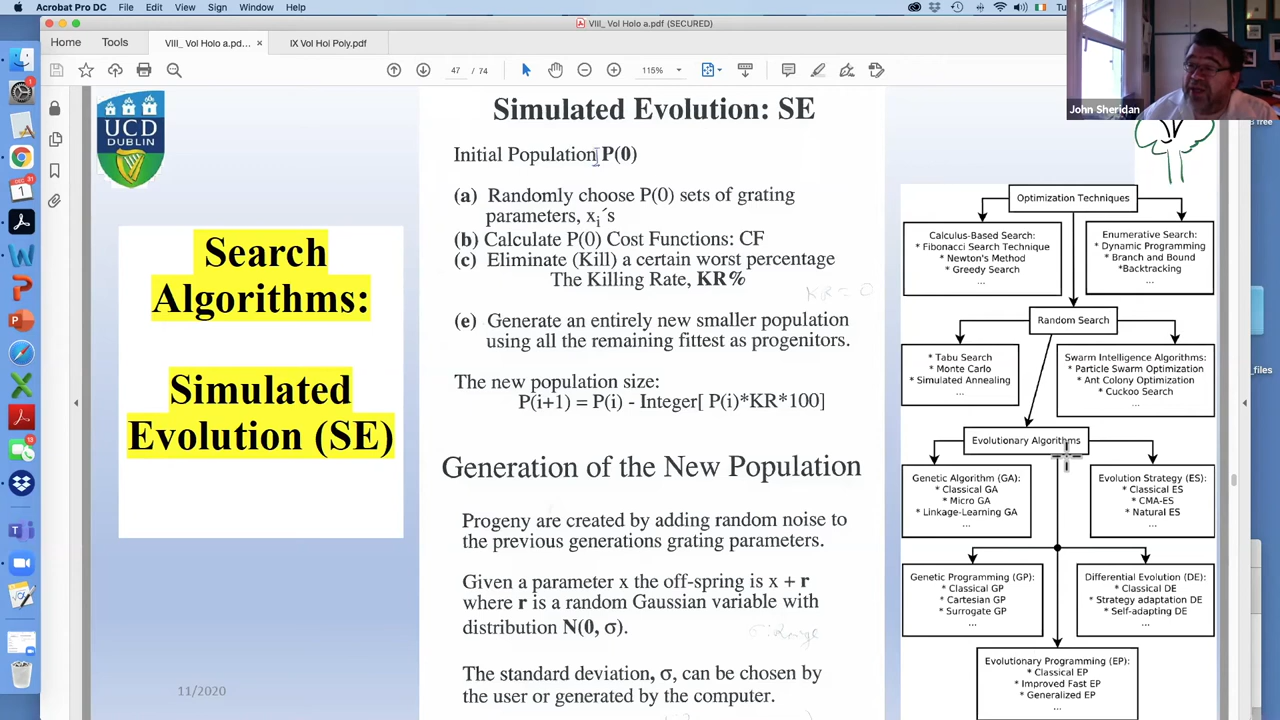 Acrobat Pro DC File Edit View Sign Window Help
VIII_ Vol Holo a.pdf (SECURED)
Home Tools VIII_ Vol Holo a.pd... × IX Vol Hoi Poly.pdf
47 / 74 115%
John Sheridan
UCD
DUBLIN
Search
Algorithms:
Simulated
Evolution (SE)
11/2020
Simulated Evolution: SE
Initial Population P(0)
(a) Randomly choose P(0) sets of grating
parameters, xi´s
(b) Calculate P(0) Cost Functions: CF
(c) Eliminate (Kill) a certain worst percentage
The Killing Rate, KR%
KR = 0
(e) Generate an entirely new smaller population
using all the remaining fittest as progenitors.
The new population size:
P(i+1) = P(i) - Integer[ P(i)*KR*100]
Generation of the New Population
Progeny are created by adding random noise to
the previous generations grating parameters.
Given a parameter x the off-spring is x + r
where r is a random Gaussian variable with
distribution N(0, σ).
The standard deviation, σ, can be chosen by
the user or generated by the computer.
Optimization Techniques
Calculus-Based Search:
* Fibonacci Search Technique
* Newton's Method
* Greedy Search
...
Enumerative Search:
* Dynamic Programming
* Branch and Bound
*Backtracking
...
Random Search
* Tabu Search
* Monte Carlo
* Simulated Annealing
...
Swarm Intelligence Algorithms:
* Particle Swarm Optimization
* Ant Colony Optimization
* Cuckoo Search
...
Evolutionary Algorithms
Genetic Algorithm (GA)
* Classical GA
* Micro GA
* Linkage-Learning GA
...
Evolution Strategy (ES):
* Classical ES
* CMA-ES
* Natural ES
...
Genetic Programming (GP):
* Classical GP
* Cartesian GP
* Surrogate GP
...
Differential Evolution (DE):
* Classical DE
* Strategy adaptation DE
* Self-adapting DE
...
Evolutionary Programming (EP):
* Classical EP
* Improved Fast EP
* Generalized EP
...